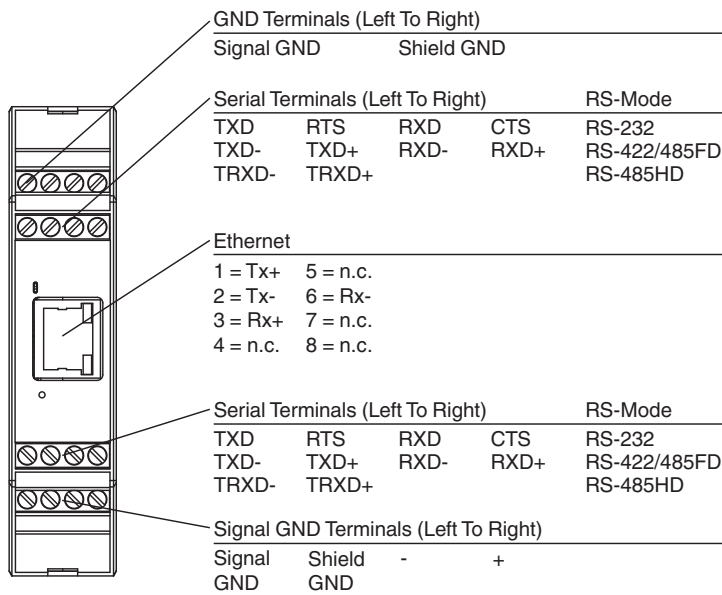 GND Terminals (Left To Right)
Signal GND Shield GND
Serial Terminals (Left To Right) RS-Mode
TXD RTS RXD CTS RS-232
TXD- TXD+ RXD- RXD+ RS-422/485FD
TRXD- TRXD+ RS-485HD
Ethernet
1 = Tx+ 5 = n.c.
2 = Tx- 6 = Rx-
3 = Rx+ 7 = n.c.
4 = n.c. 8 = n.c.
Serial Terminals (Left To Right) RS-Mode
TXD RTS RXD CTS RS-232
TXD- TXD+ RXD- RXD+ RS-422/485FD
TRXD- TRXD+ RS-485HD
Signal GND Terminals (Left To Right)
Signal Shield - +
GND GND